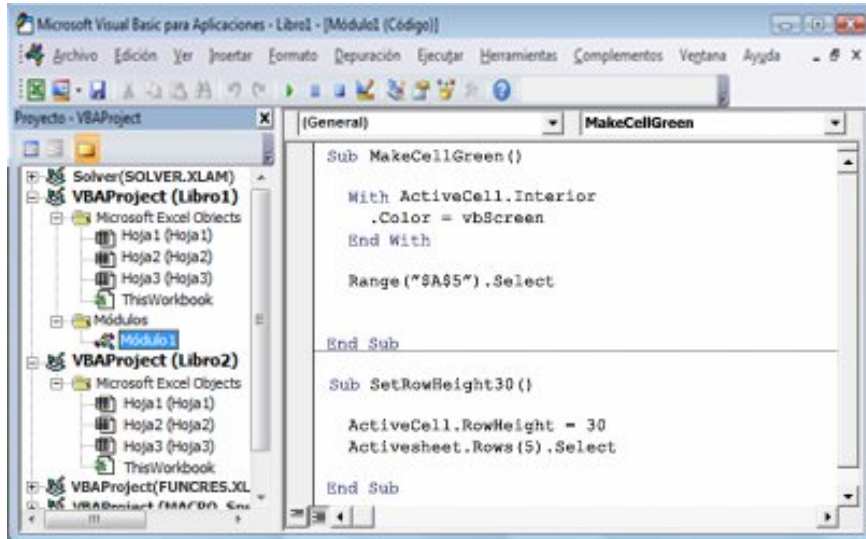 Microsoft Visual Basic para Aplicaciones - Libro1 - [Módulo1 (Código)]
Archivo Edición Ver Insertar Formato Depuración Ejecutar Herramientas Complementos Ventana Ayuda
Proyecto - VBAProject
(General)
MakeCellGreen
Solver(SOLVER.XLAM)
VBAProject (Libro1)
Microsoft Excel Objects
Hoja1 (Hoja1)
Hoja2 (Hoja2)
Hoja3 (Hoja3)
ThisWorkbook
Módulos
Módulo1
VBAProject (Libro2)
Microsoft Excel Objects
Hoja1 (Hoja1)
Hoja2 (Hoja2)
Hoja3 (Hoja3)
ThisWorkbook
VBAProject(FUNCRES.XL
Sub MakeCellGreen()
With ActiveCell.Interior
.Color = vbScreen
End With
Range("$A$5").Select
End Sub
Sub SetRowHeight30()
ActiveCell.RowHeight = 30
Activesheet.Rows(5).Select
End Sub